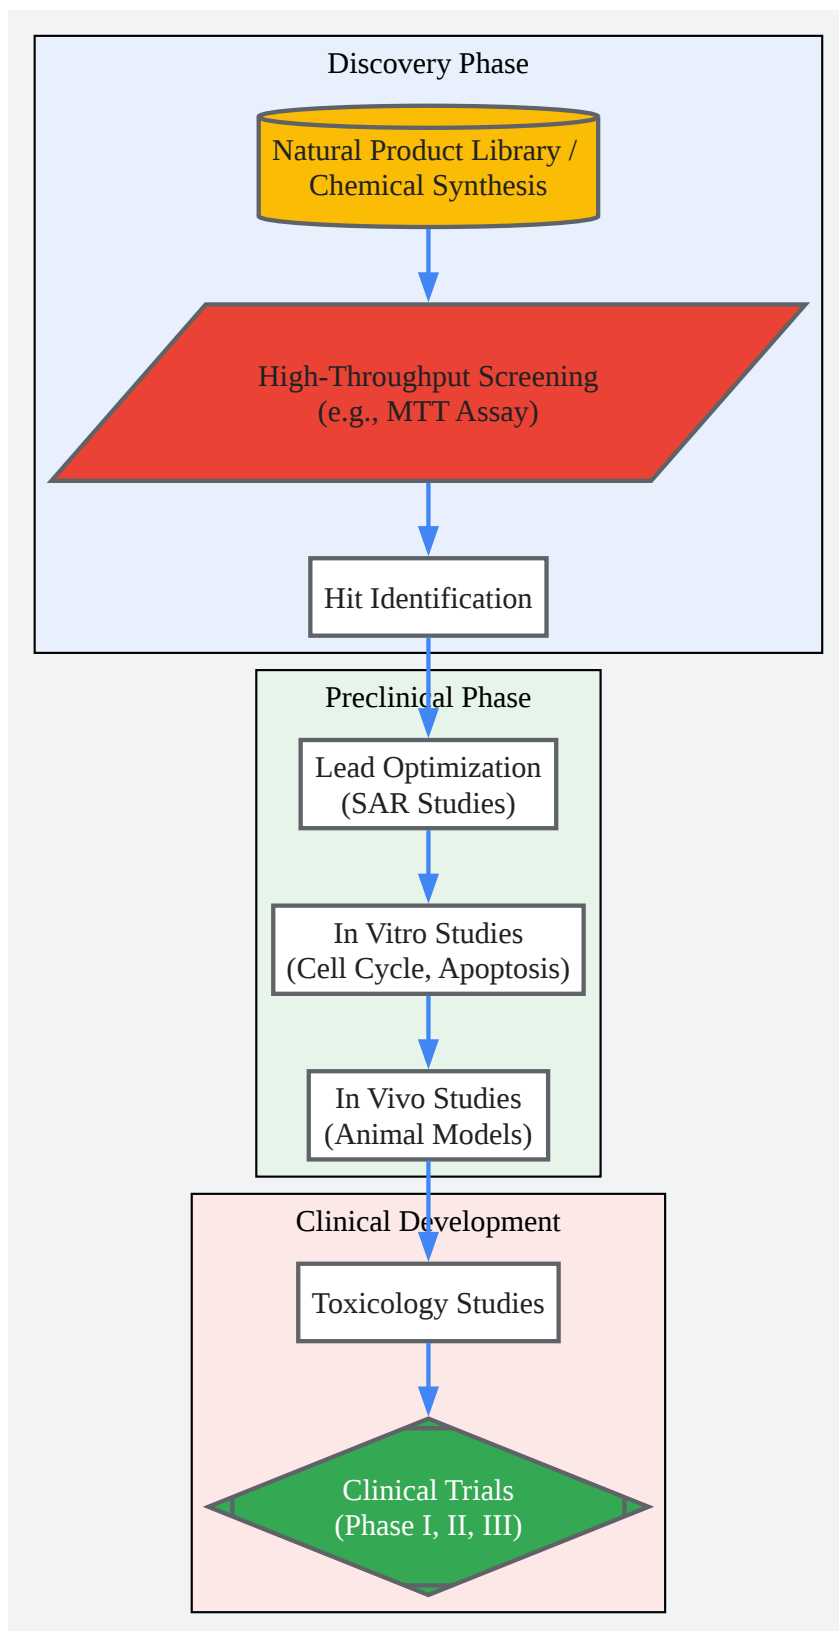 Discovery Phase
Natural Product Library /
Chemical Synthesis
High-Throughput Screening
(e.g., MTT Assay)
Hit Identification
Preclinical Phase
Lead Optimization
(SAR Studies)
In Vitro Studies
(Cell Cycle, Apoptosis)
In Vivo Studies
(Animal Models)
Clinical Development
Toxicology Studies
Clinical Trials
(Phase I, II, III)